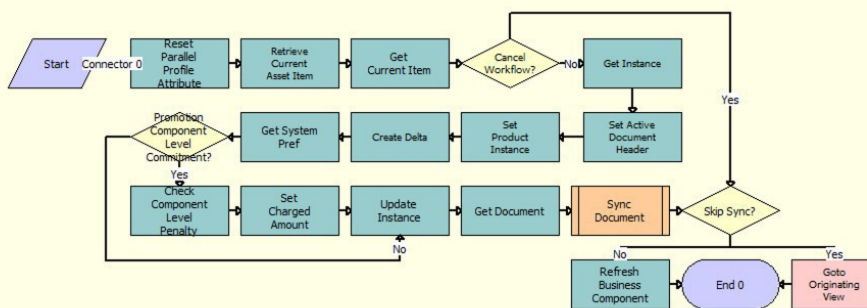 Start
Connector 0
Reset
Parallel
Profile
Attribute
Retrieve
Current
Asset Item
Get
Current Item
Cancel
Workflow?
No
Get Instance
Yes
Promotion
Component
Level
Commitment?
Get System
Pref
Create Delta
Set
Product
Instance
Set Active
Document
Header
Yes
Check
Component
Level
Penalty
Set
Charged
Amount
Update
Instance
Get Document
Sync
Document
Skip Sync?
No
No
Yes
Refresh
Business
Component
End 0
Goto
Originating
View